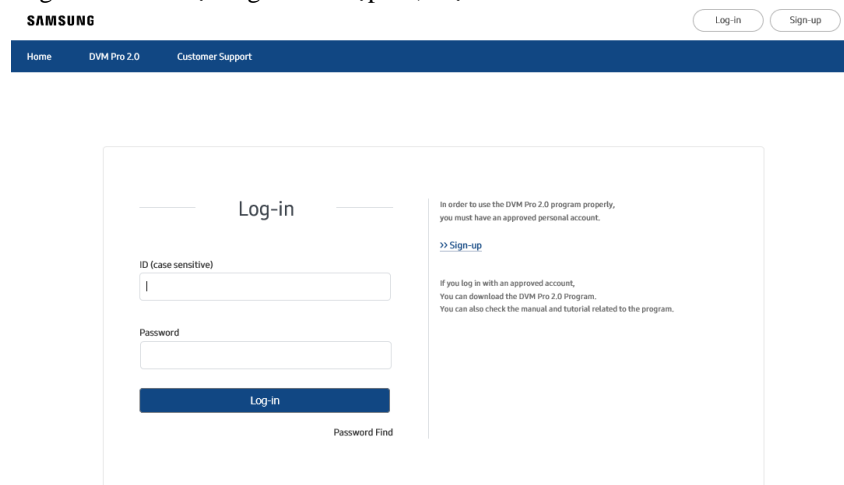 SAMSUNG
Log-in
Sign-up
Home
DVM Pro 2.0
Customer Support
Log-in
In order to use the DVM Pro 2.0 program properly,
you must have an approved personal account.
>> Sign-up
ID (case sensitive)
If you log in with an approved account,
You can download the DVM Pro 2.0 Program.
You can also check the manual and tutorial related to the program.
Password
Log-in
Password Find